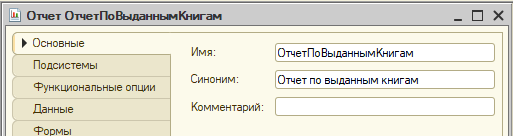 Отчет ОтчетПоВыданнымКнигам
Основные
Подсистемы
Функциональные опции
Данные
Формы
Имя: ОтчетПоВыданнымКнигам
Синоним: Отчет по выданным книгам
Комментарий: